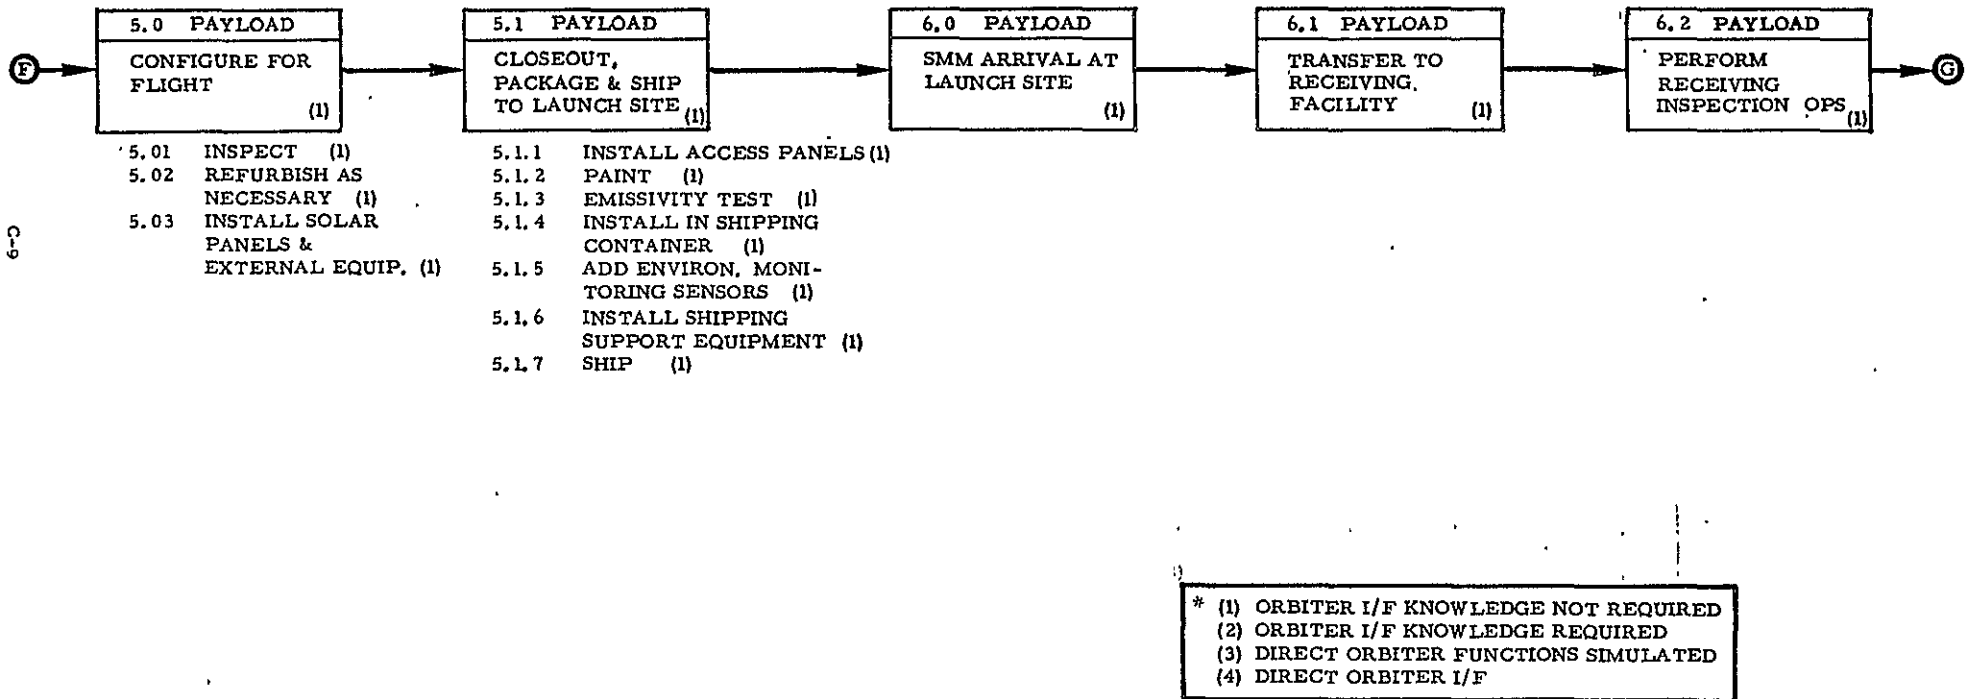 F
5.0 PAYLOAD
CONFIGURE FOR
FLIGHT
(1)
5.01 INSPECT (1)
5.02 REFURBISH AS
NECESSARY (1)
5.03 INSTALL SOLAR
PANELS &
EXTERNAL EQUIP. (1)
5.1 PAYLOAD
CLOSEOUT,
PACKAGE & SHIP
TO LAUNCH SITE (1)
5.1.1 INSTALL ACCESS PANELS (1)
5.1.2 PAINT (1)
5.1.3 EMISSIVITY TEST (1)
5.1.4 INSTALL IN SHIPPING
CONTAINER (1)
5.1.5 ADD ENVIRON. MONI-
TORING SENSORS (1)
5.1.6 INSTALL SHIPPING
SUPPORT EQUIPMENT (1)
5.1.7 SHIP (1)
6.0 PAYLOAD
SMM ARRIVAL AT
LAUNCH SITE
(1)
6.1 PAYLOAD
TRANSFER TO
RECEIVING.
FACILITY (1)
6.2 PAYLOAD
PERFORM
RECEIVING
INSPECTION OPS (1)
G
C-9
* (1) ORBITER I/F KNOWLEDGE NOT REQUIRED
(2) ORBITER I/F KNOWLEDGE REQUIRED
(3) DIRECT ORBITER FUNCTIONS SIMULATED
(4) DIRECT ORBITER I/F